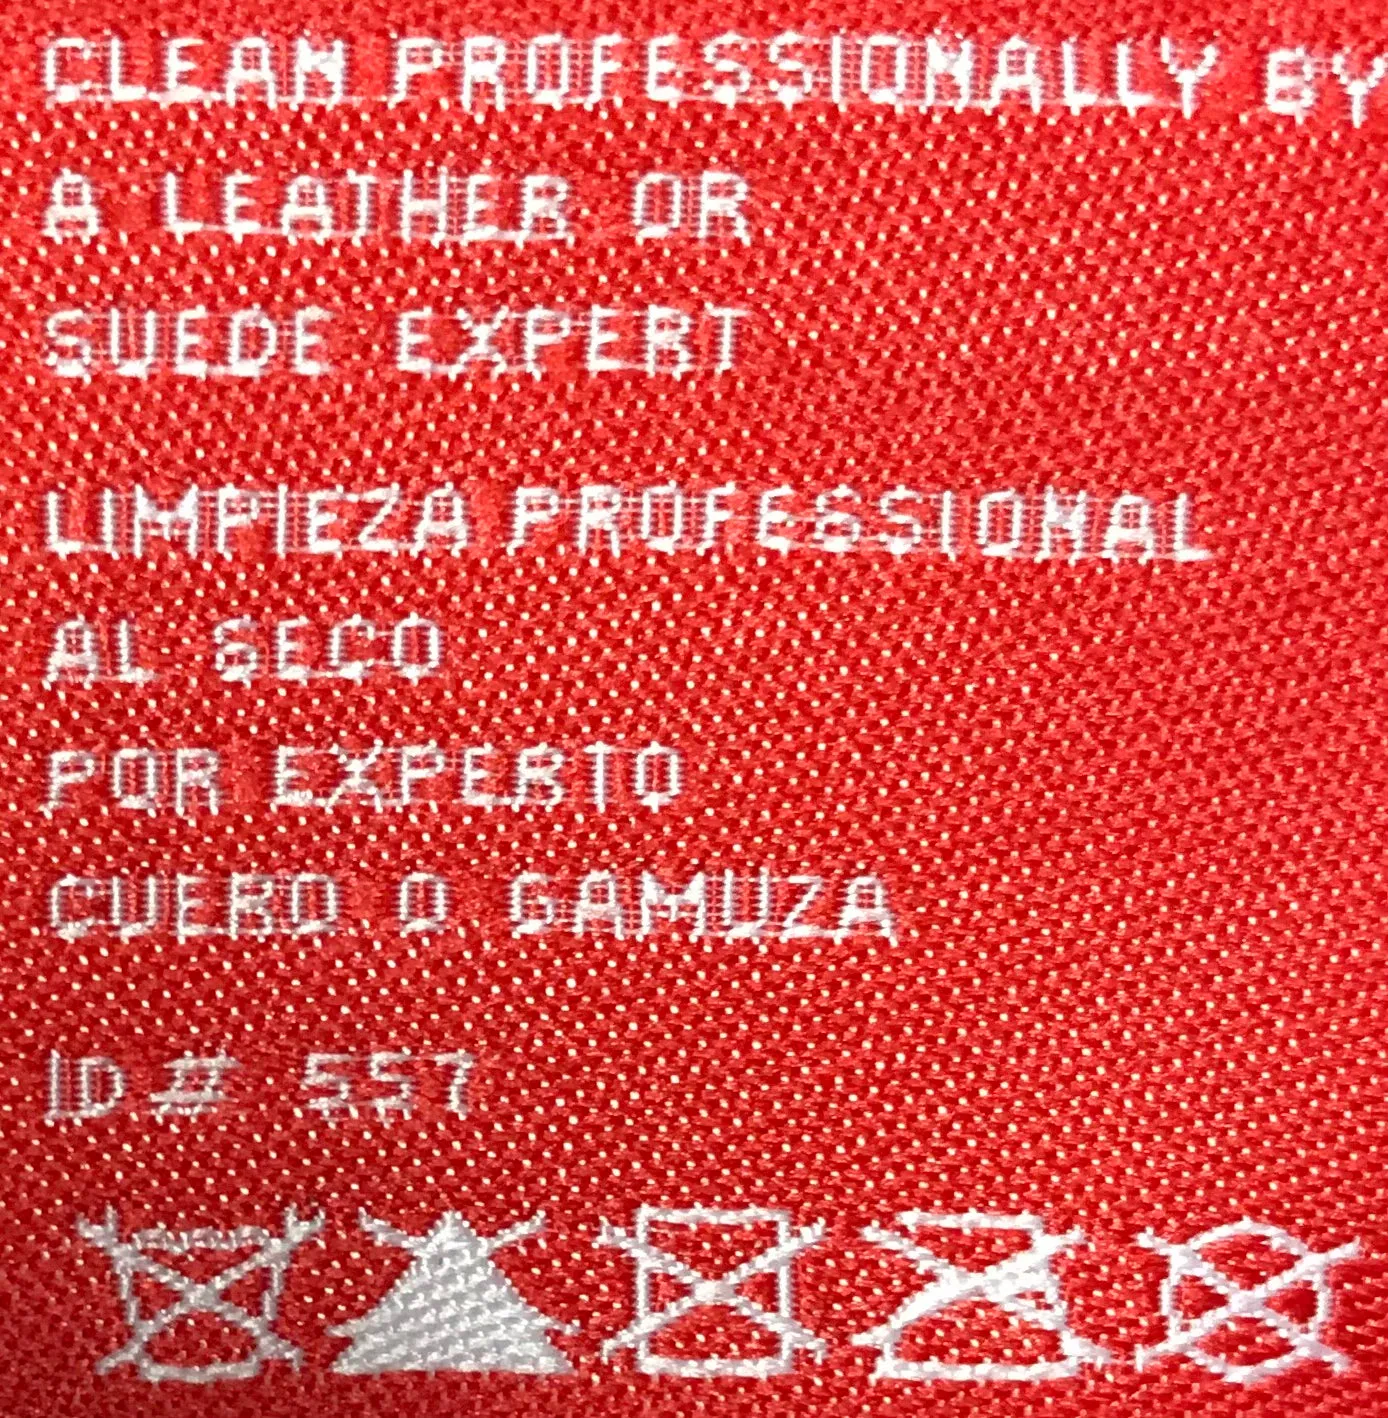 CLEAN PROFESSIONALLY BY
A LEATHER OR
SUEDE EXPERT
LIMPIEZA PROFESSIONAL
AL SECO
POR EXPERTO
CUERO O GAMUZA
ID# 557